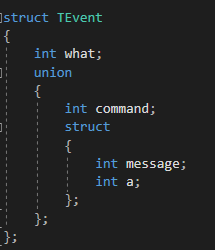 struct TEvent
{
int what;
union
{
int command;
struct
{
int message;
int a;
};
};
};